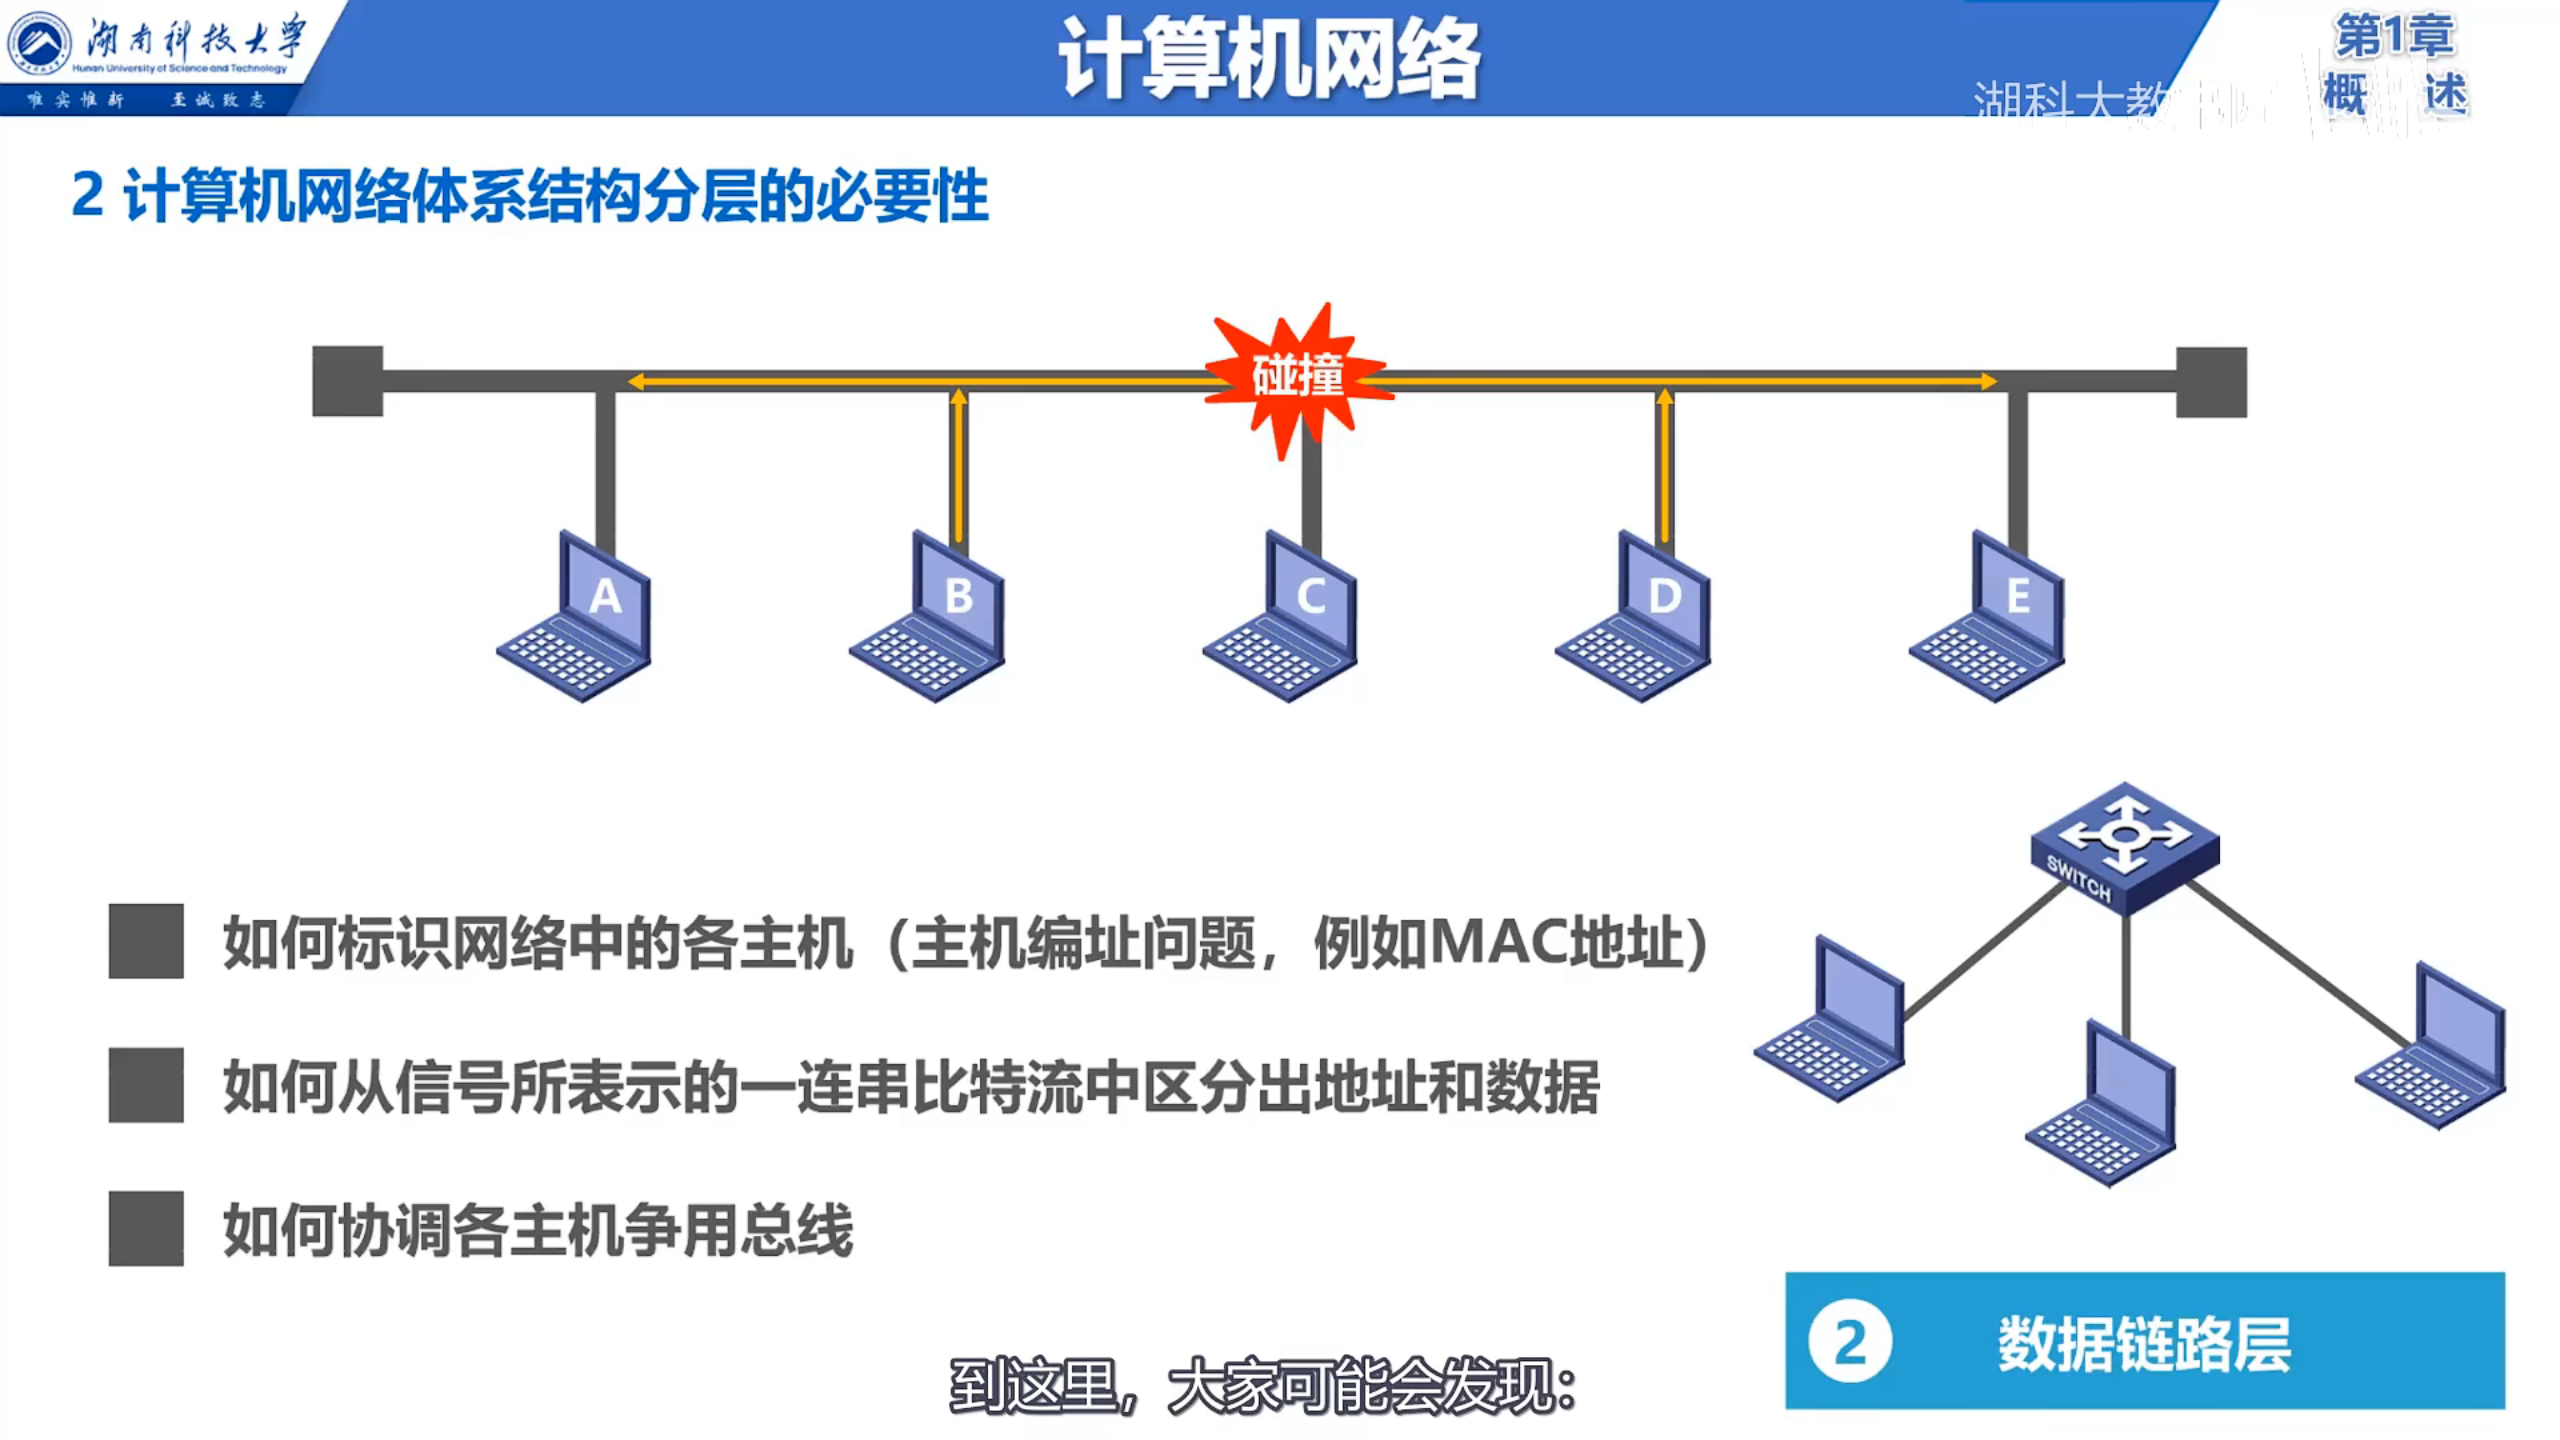 湖南科技大学
Hunan University of Science and Technology
唯实惟新 至诚致志
计算机网络
第1章
概 述
湖科大教
2 计算机网络体系结构分层的必要性
碰撞
A B C D E
SWITCH
如何标识网络中的各主机（主机编址问题，例如MAC地址）
如何从信号所表示的一连串比特流中区分出地址和数据
如何协调各主机争用总线
2 数据链路层
到这里，大家可能会发现：